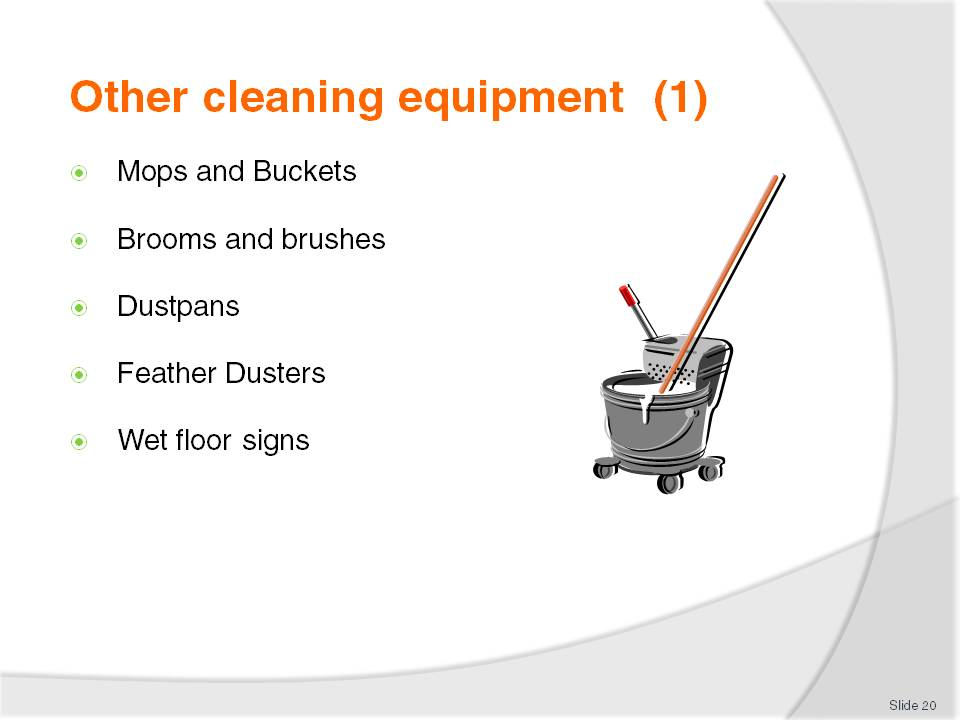 Other cleaning equipment (1)
Mops and Buckets
Brooms and brushes
Dustpans
Feather Dusters
Wet floor signs
Slide 20